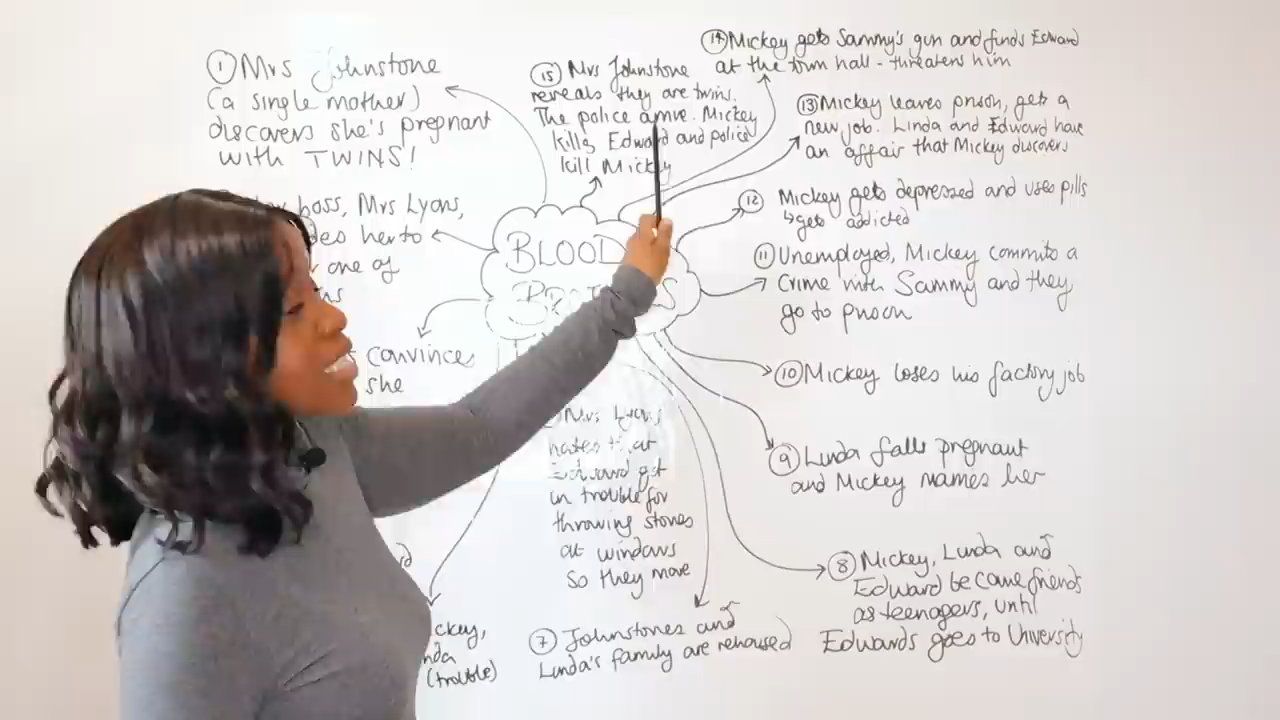 ① Mrs Johnstone
(a single mother)
discovers she's pregnant
with TWINS!
boss, Mrs Lyons,
her to
one of
convinces
she
BLOOD
Mrs Lyons
hates
Edward got
in trouble for
throwing stones
at windows
so they move
(trouble)
⑦ Johnstones and
Linda's family are rehoused
⑧ Mickey, Linda and
Edward became friends
as teenagers, until
Edwards goes to University
⑨ Linda falls pregnant
and Mickey marries her
⑩ Mickey loses his factory job
⑪ Unemployed, Mickey commits a
crime with Sammy and they
go to prison
⑫ Mickey gets depressed and uses pills
↳ gets addicted
⑬ Mickey leaves prison, gets a
new job. Linda and Edward have
an affair that Mickey discovers
⑭ Mickey gets Sammy's gun and finds Edward
at the town hall - threatens him
⑮ Mrs Johnstone
reveals they are twins.
The police arrive. Mickey
kills Edward and police
kill Mickey